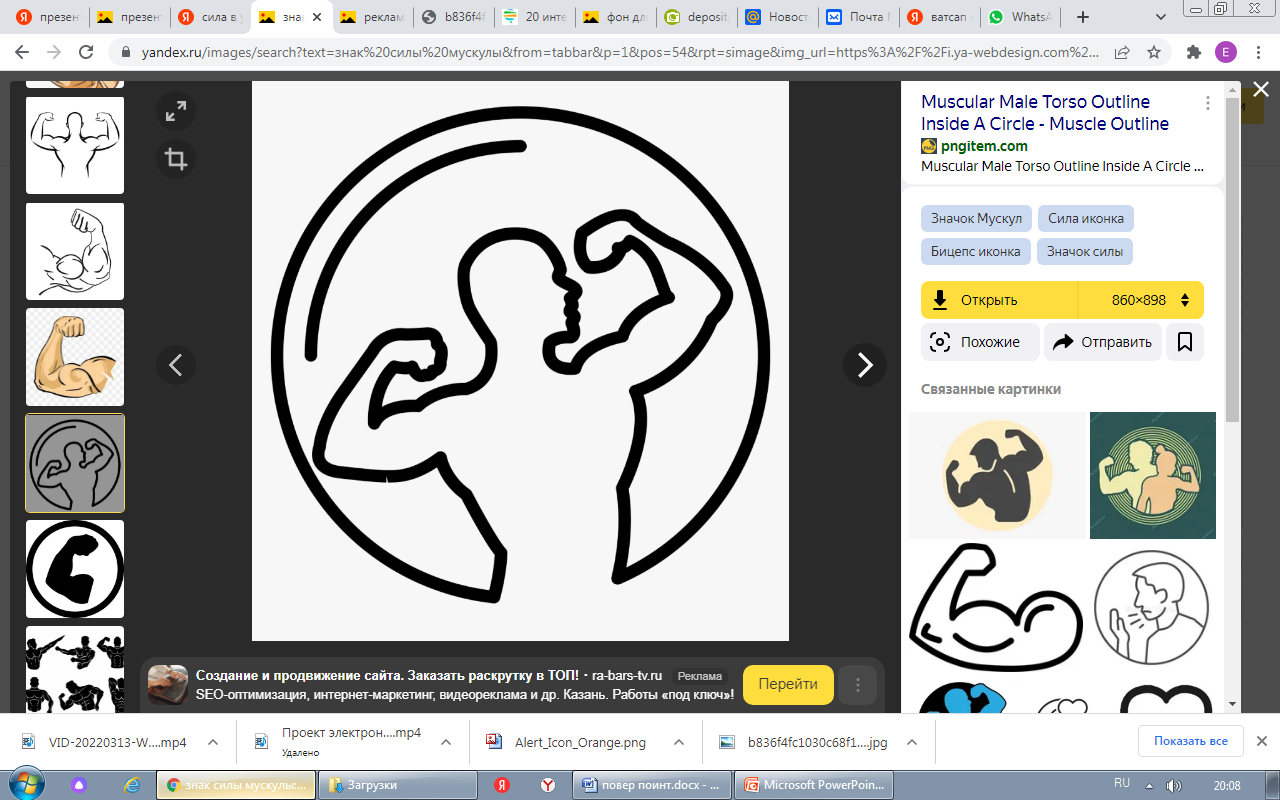 презен
презент
сила в у
знак
реклам
b836f4f
20 инте
фон для
deposit
Новост
Почта M
ватсап
WhatsA
yandex.ru/images/search?text=знак%20силы%20мускулы&from=tabbar&p=1&pos=54&rpt=simage&img_url=https%3A%2F%2Fi.ya-webdesign.com%2...
E
Muscular Male Torso Outline
Inside A Circle - Muscle Outline
PNG pngitem.com
Muscular Male Torso Outline Inside A Circle ...
Значок Мускул Сила иконка
Бицепс иконка Значок силы
Открыть 860×898
Похожие Отправить
Связанные картинки
Создание и продвижение сайта. Заказать раскрутку в ТОП! · ra-bars-tv.ru Реклама
SEO-оптимизация, интернет-маркетинг, видеореклама и др. Казань. Работы «под ключ»!
Перейти
VID-20220313-W....mp4
Проект электрон....mp4
Удалено
Alert_Icon_Orange.png
b836f4fc1030c68f1....jpg
Показать все
знак силы мускулы:...
Загрузки
повер поинт.docx - ...
Microsoft PowerPoin...
RU
20:08